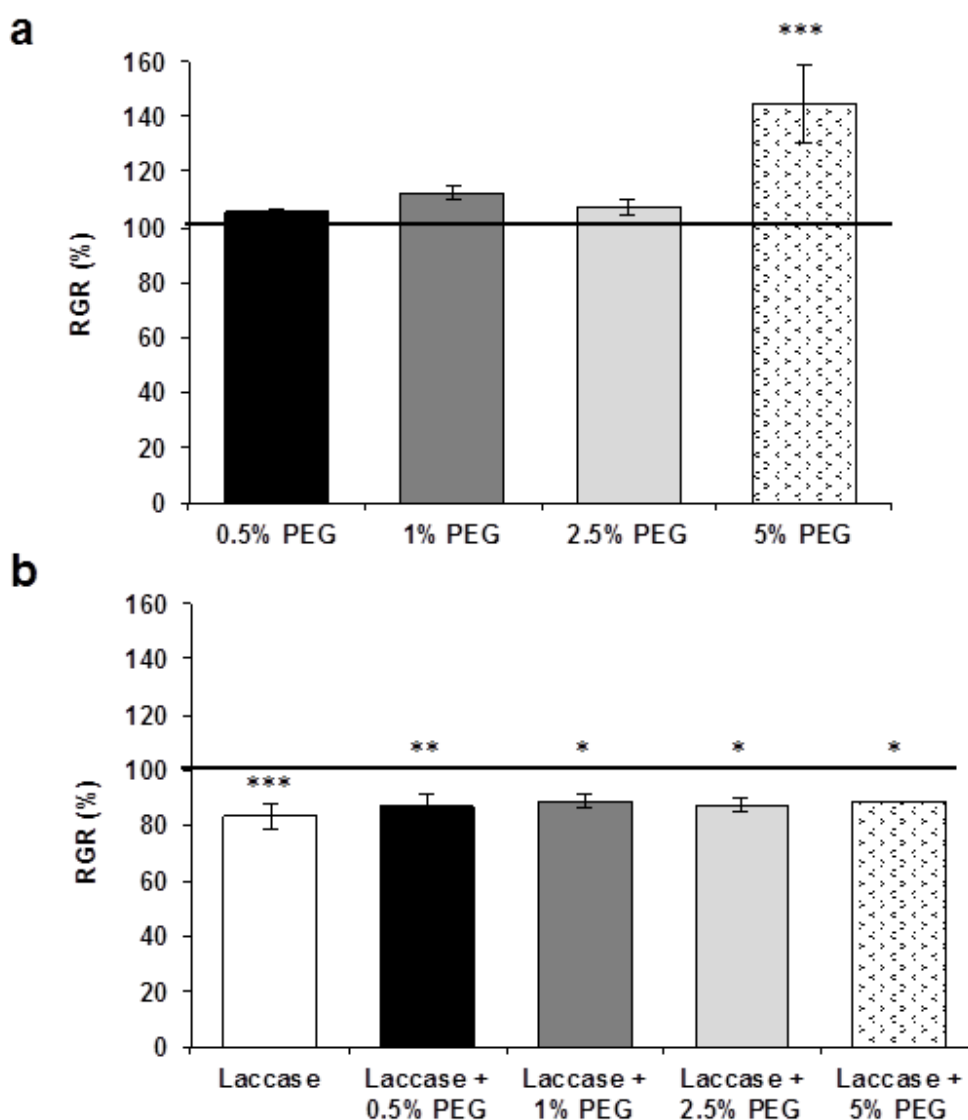 a
***
160
140
120
100
80
60
40
20
0
RGR (%)
0.5% PEG 1% PEG 2.5% PEG 5% PEG
b
160
140
120
100
80
60
40
20
0
RGR (%)
*** ** * * *
Laccase Laccase + Laccase + Laccase + Laccase +
0.5% PEG 1% PEG 2.5% PEG 5% PEG